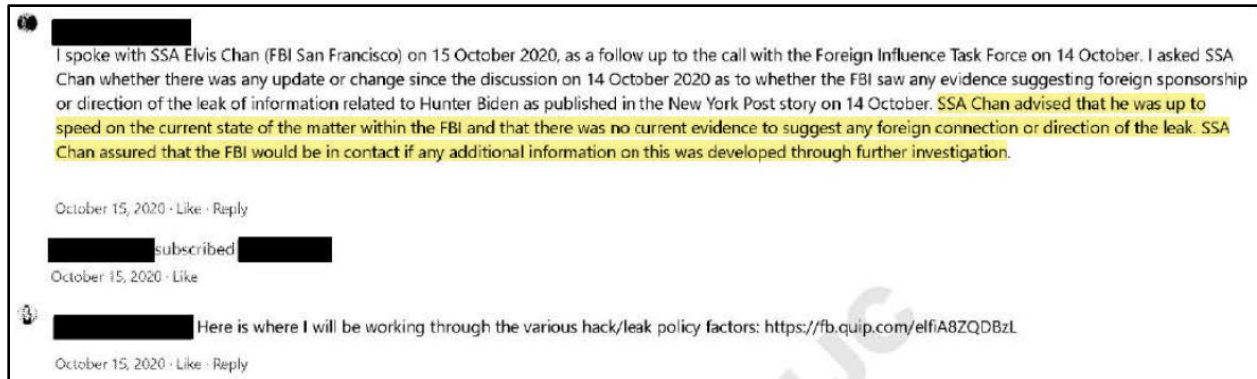 I spoke with SSA Elvis Chan (FBI San Francisco) on 15 October 2020, as a follow up to the call with the Foreign Influence Task Force on 14 October. I asked SSA
Chan whether there was any update or change since the discussion on 14 October 2020 as to whether the FBI saw any evidence suggesting foreign sponsorship
or direction of the leak of information related to Hunter Biden as published in the New York Post story on 14 October. SSA Chan advised that he was up to
speed on the current state of the matter within the FBI and that there was no current evidence to suggest any foreign connection or direction of the leak. SSA
Chan assured that the FBI would be in contact if any additional information on this was developed through further investigation.
October 15, 2020 · Like · Reply
subscribed
October 15, 2020 · Like
Here is where I will be working through the various hack/leak policy factors: https://fb.quip.com/elfiA8ZQDBzL
October 15, 2020 · Like · Reply